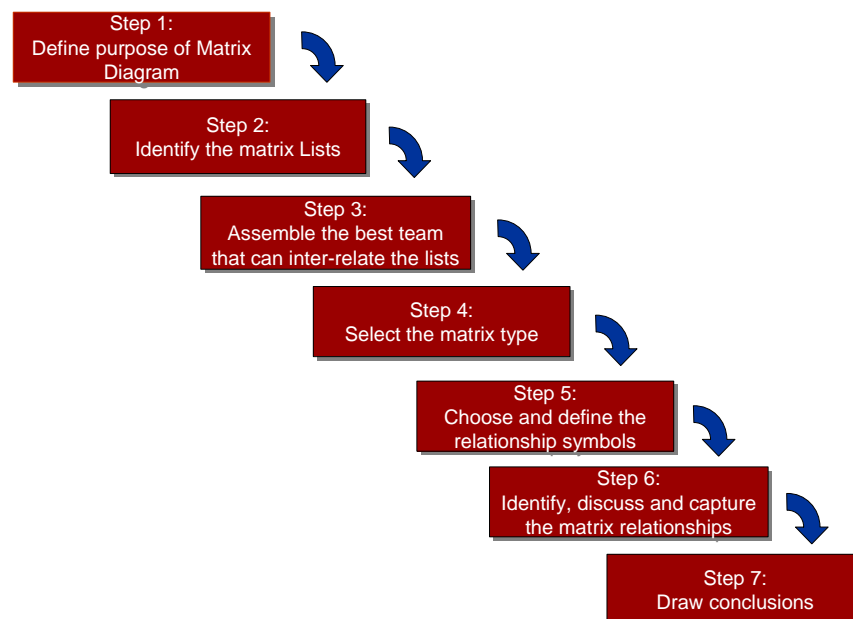 Step 1:
Define purpose of Matrix
Diagram
Step 2:
Identify the matrix Lists
Step 3:
Assemble the best team
that can inter-relate the lists
Step 4:
Select the matrix type
Step 5:
Choose and define the
relationship symbols
Step 6:
Identify, discuss and capture
the matrix relationships
Step 7:
Draw conclusions